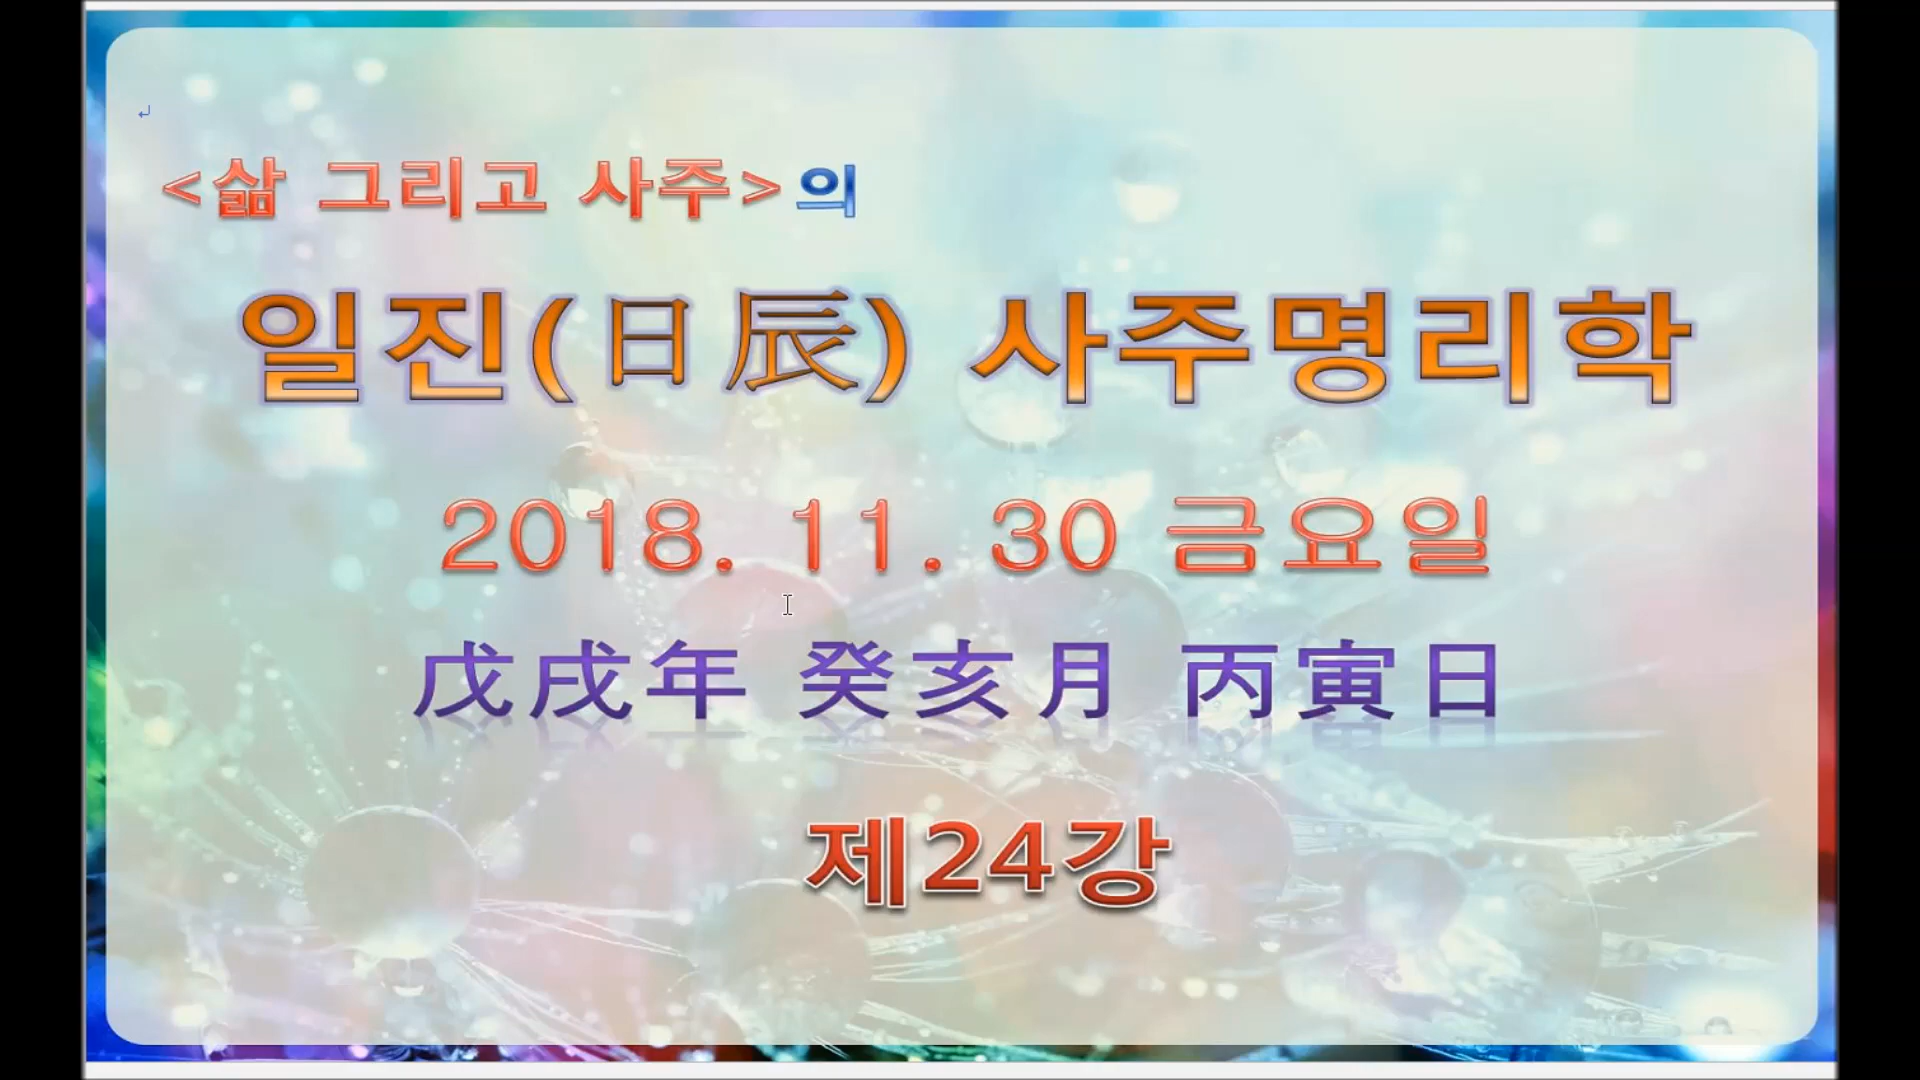 <삶 그리고 사주>의
일진(日辰) 사주명리학
2018. 11. 30 금요일
戊戌年 癸亥月 丙寅日
제24강